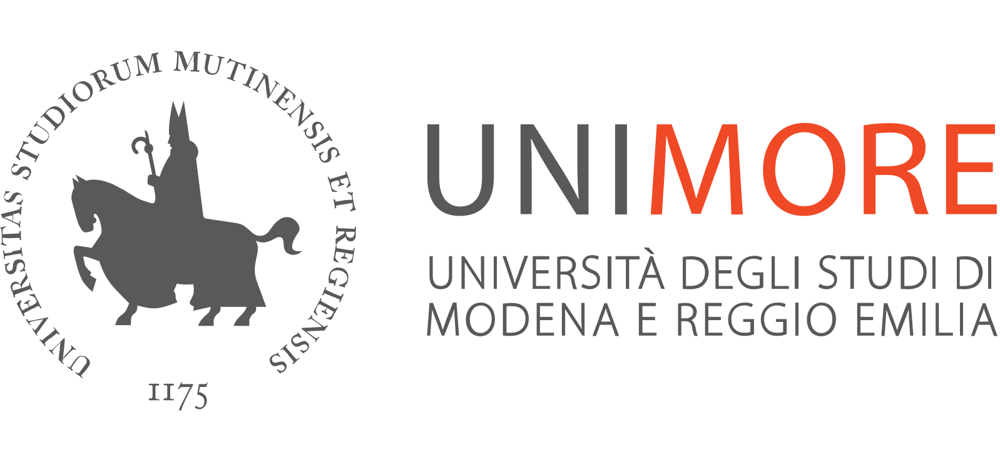 UNIVERSITAS STUDIORUM MUTINENSIS ET REGIENSIS
1175
UNIMORE
UNIVERSITÀ DEGLI STUDI DI
MODENA E REGGIO EMILIA